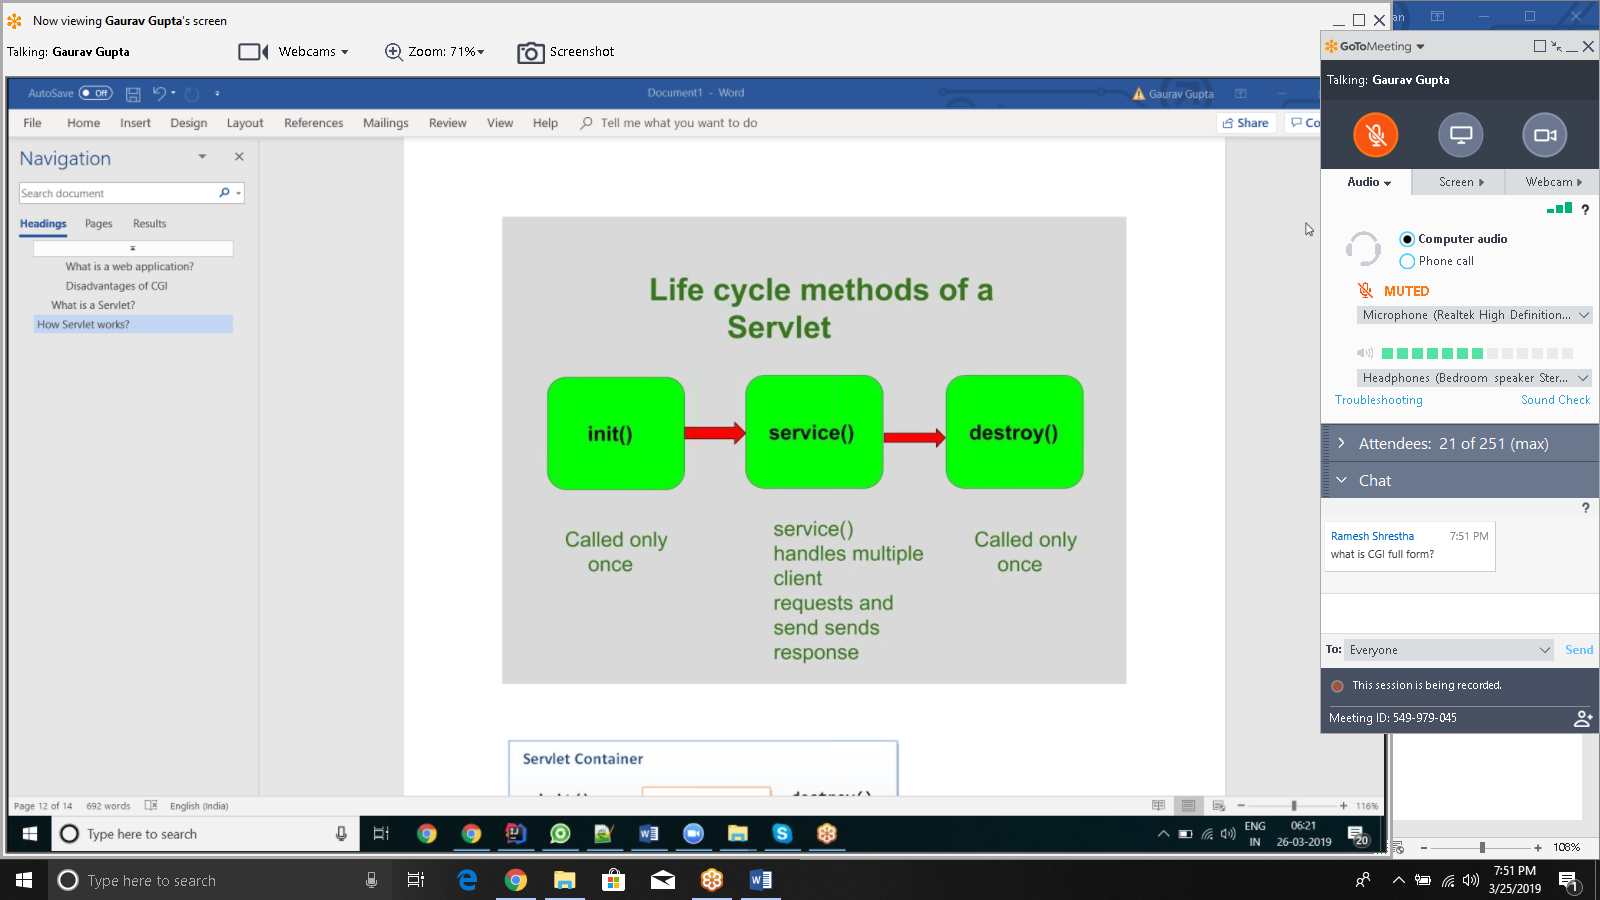 Now viewing Gaurav Gupta's screen
Talking: Gaurav Gupta
Webcams
Zoom: 71%
Screenshot
AutoSave Off
Document1 - Word
Gaurav Gupta
File Home Insert Design Layout References Mailings Review View Help Tell me what you want to do
Share
Co
Navigation
Search document
Headings Pages Results
What is a web application?
Disadvantages of CGI
What is a Servlet?
How Servlet works?
Life cycle methods of a
Servlet
init() service() destroy()
Called only
once
service()
handles multiple
client
requests and
send sends
response
Called only
once
Servlet Container
Page 12 of 14 692 words English (India)
116%
Type here to search
ENG
IN
06:21
26-03-2019
20
an
GoToMeeting
Talking: Gaurav Gupta
Audio Screen Webcam
?
Computer audio
Phone call
MUTED
Microphone (Realtek High Definition...
Headphones (Bedroom speaker Ster...
Troubleshooting Sound Check
Attendees: 21 of 251 (max)
Chat
?
Ramesh Shrestha 7:51 PM
what is CGI full form?
To: Everyone Send
This session is being recorded.
Meeting ID: 549-979-045
108%
Type here to search
7:51 PM
3/25/2019
1